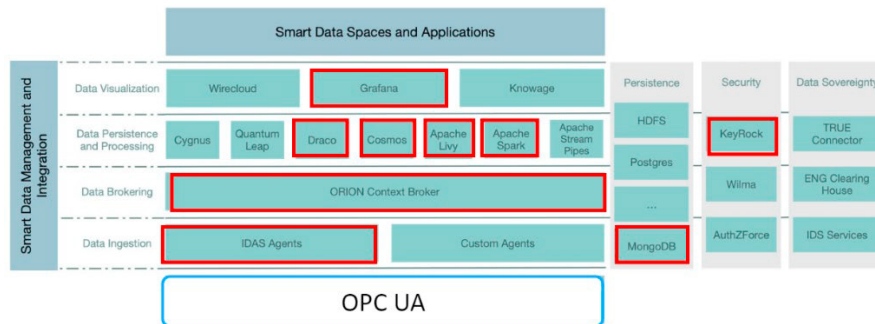 Smart Data Spaces and Applications
Smart Data Management and
Integration
Data Visualization
Wirecloud
Grafana
Knowage
Data Persistence
and Processing
Cygnus
Quantum
Leap
Draco
Cosmos
Apache
Livy
Apache
Spark
Apache
Stream
Pipes
Data Brokering
ORION Context Broker
Data Ingestion
IDAS Agents
Custom Agents
Persistence
HDFS
Postgres
...
MongoDB
Security
KeyRock
Wilma
AuthZForce
Data Sovereignty
TRUE
Connector
ENG Clearing
House
IDS Services
OPC UA